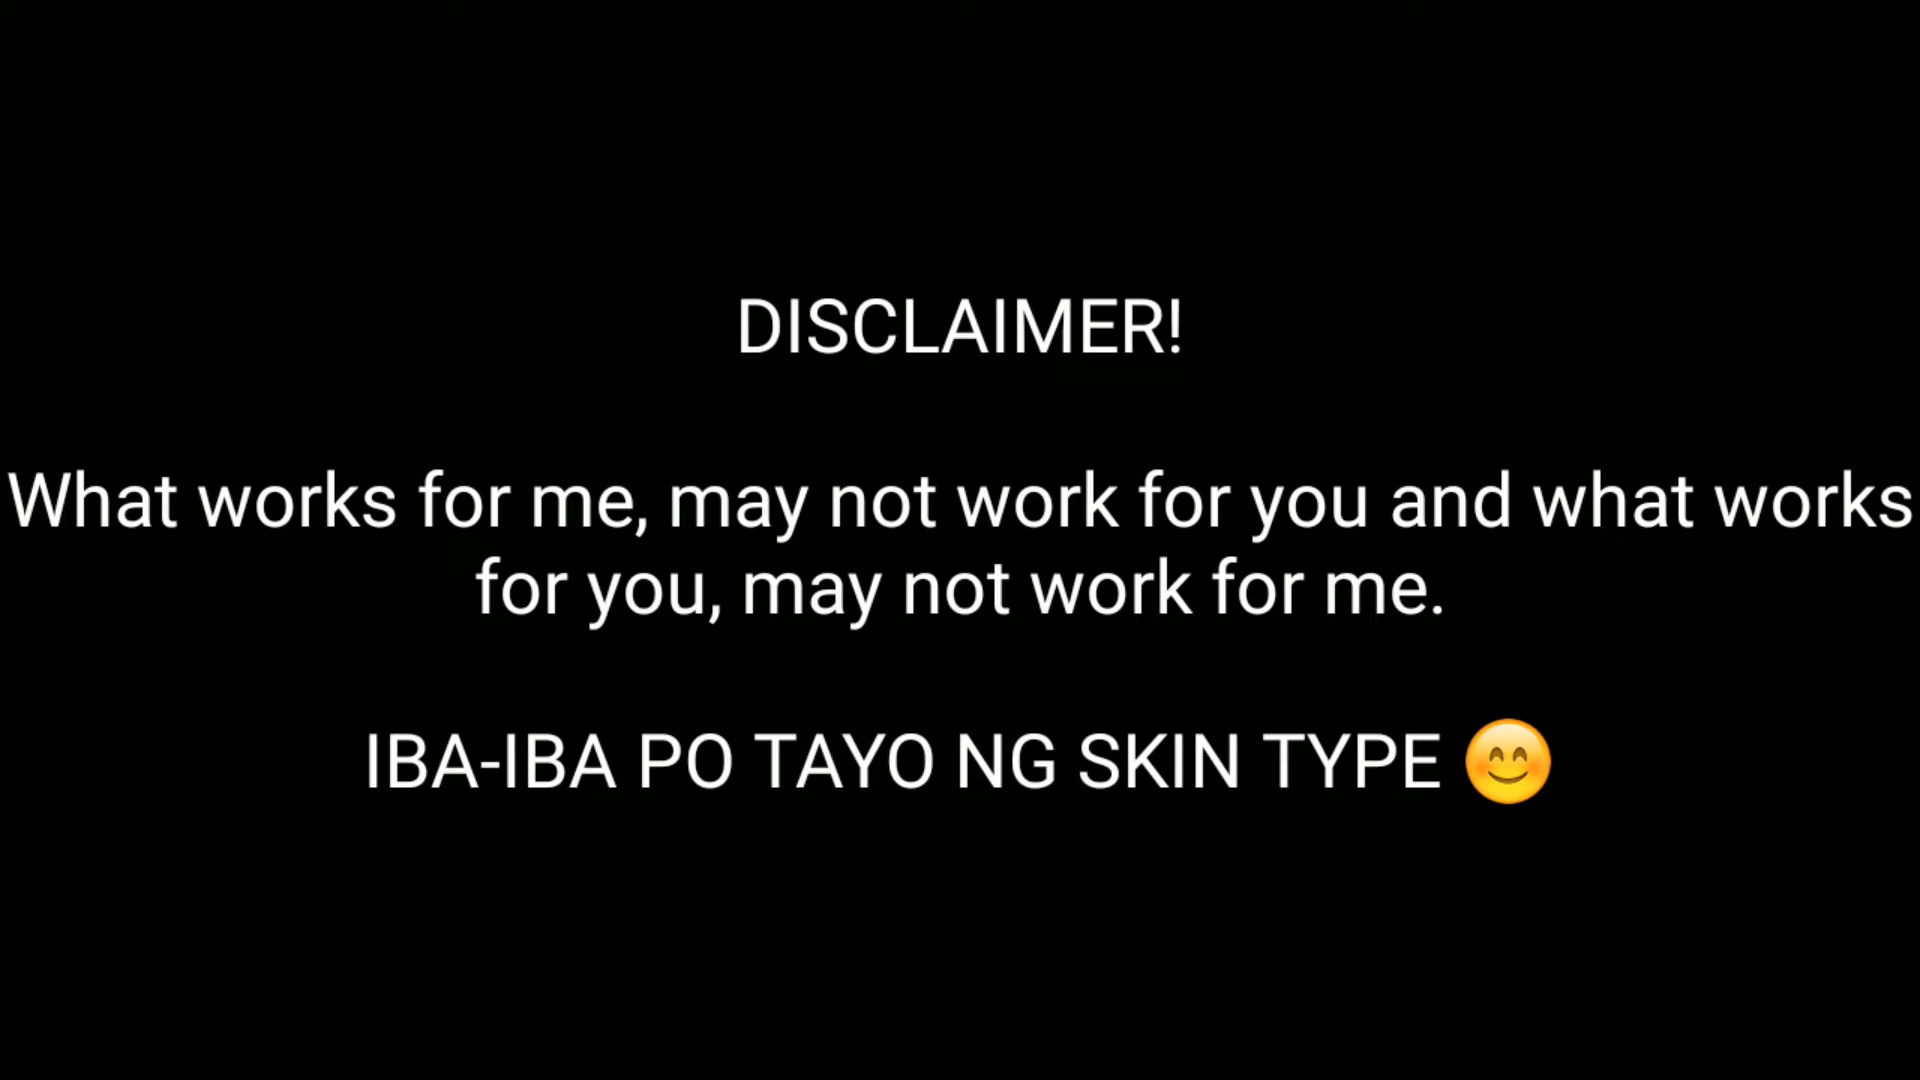 DISCLAIMER!
What works for me, may not work for you and what works
for you, may not work for me.
IBA-IBA PO TAYO NG SKIN TYPE 😊